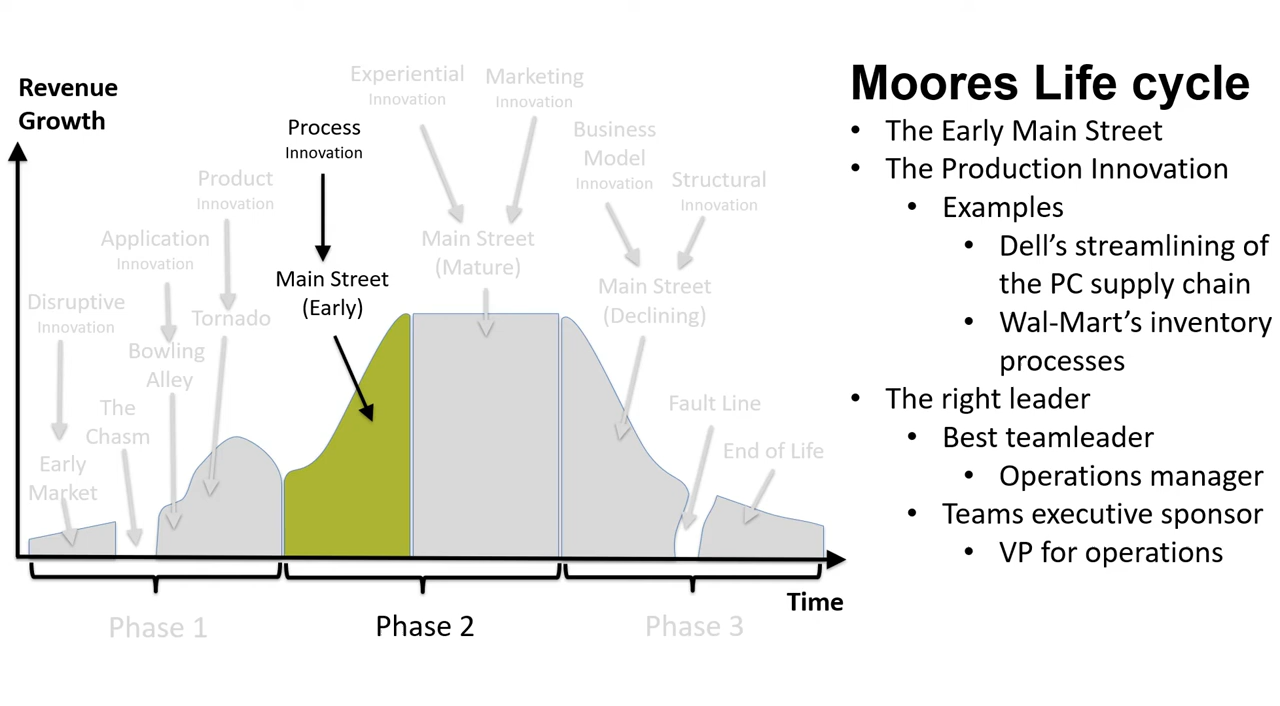 Revenue
Growth
Experiential
Innovation
Marketing
Innovation
Process
Innovation
Business
Model
Innovation
Structural
Innovation
Product
Innovation
Application
Innovation
Main Street
(Mature)
Main Street
(Early)
Main Street
(Declining)
Disruptive
Innovation
Tornado
Bowling
Alley
The
Chasm
Fault Line
End of Life
Early
Market
Time
Phase 1
Phase 2
Phase 3
Moores Life cycle
• The Early Main Street
• The Production Innovation
• Examples
• Dell’s streamlining of
the PC supply chain
• Wal-Mart’s inventory
processes
• The right leader
• Best teamleader
• Operations manager
• Teams executive sponsor
• VP for operations